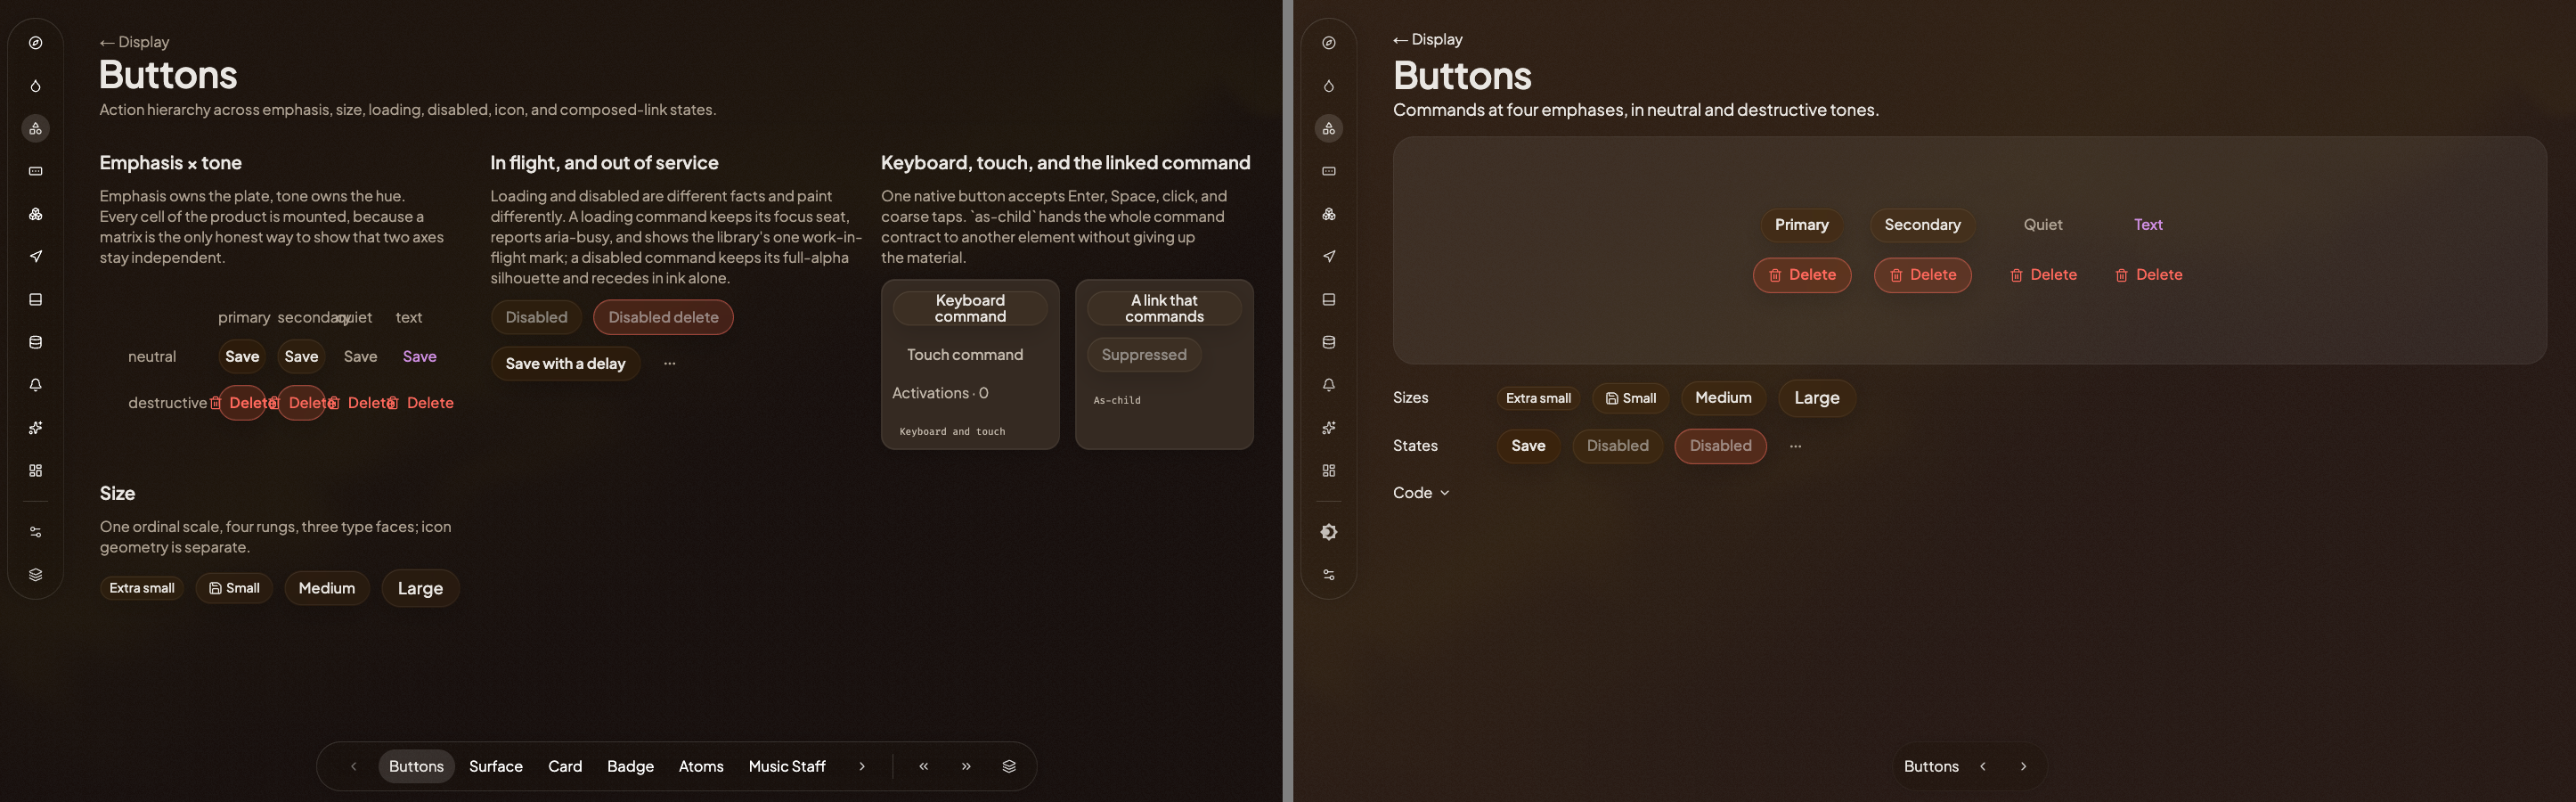 ← Display
Buttons
Action hierarchy across emphasis, size, loading, disabled, icon, and composed-link states.
Emphasis × tone
Emphasis owns the plate, tone owns the hue.
Every cell of the product is mounted, because a
matrix is the only honest way to show that two axes
stay independent.
primary secondary quiet text
neutral Save Save Save Save
destructive Delete Delete Delete Delete
Size
One ordinal scale, four rungs, three type faces; icon
geometry is separate.
Extra small Small Medium Large
In flight, and out of service
Loading and disabled are different facts and paint
differently. A loading command keeps its focus seat,
reports aria-busy, and shows the library's one work-in-
flight mark; a disabled command keeps its full-alpha
silhouette and recedes in ink alone.
Disabled Disabled delete
Save with a delay ···
Keyboard, touch, and the linked command
One native button accepts Enter, Space, click, and
coarse taps. `as-child` hands the whole command
contract to another element without giving up
the material.
Keyboard
command
Touch command
Activations · 0
Keyboard and touch
A link that
commands
Suppressed
As-child
Buttons Surface Card Badge Atoms Music Staff
← Display
Buttons
Commands at four emphases, in neutral and destructive tones.
Primary Secondary Quiet Text
Delete Delete Delete Delete
Sizes Extra small Small Medium Large
States Save Disabled Disabled ···
Code
Buttons